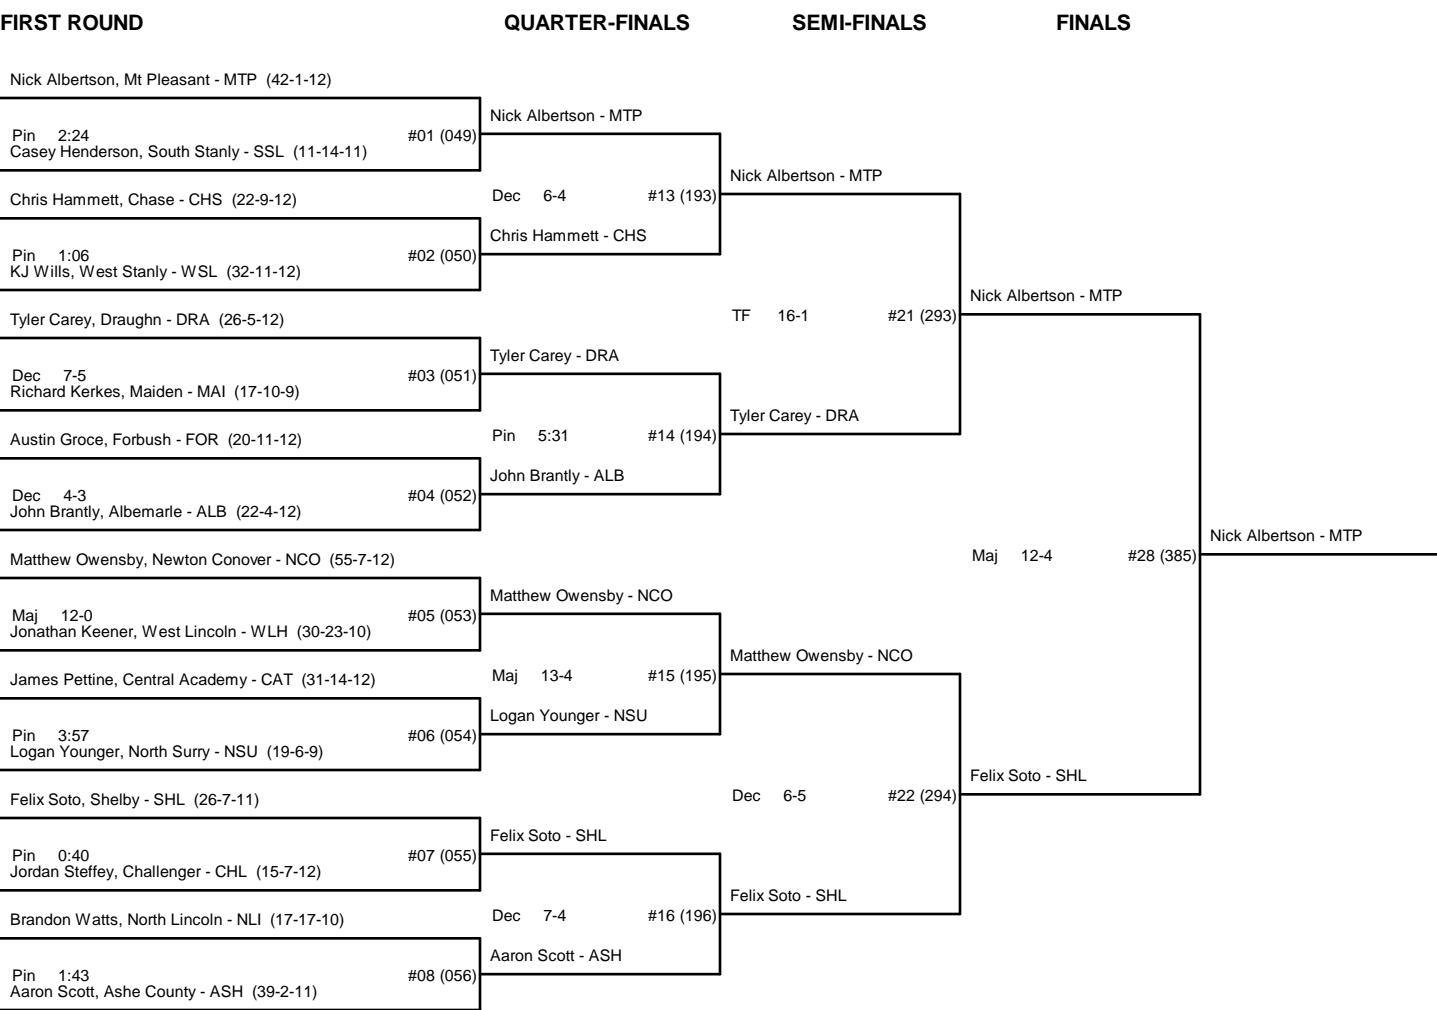 FIRST ROUND QUARTER-FINALS SEMI-FINALS FINALS
Nick Albertson, Mt Pleasant - MTP (42-1-12)
Nick Albertson - MTP
Pin 2:24 #01 (049)
Casey Henderson, South Stanly - SSL (11-14-11)
Nick Albertson - MTP
Chris Hammett, Chase - CHS (22-9-12)
Dec 6-4 #13 (193)
Chris Hammett - CHS
Pin 1:06 #02 (050)
KJ Wills, West Stanly - WSL (32-11-12)
Nick Albertson - MTP
Tyler Carey, Draughn - DRA (26-5-12)
TF 16-1 #21 (293)
Tyler Carey - DRA
Dec 7-5 #03 (051)
Richard Kerkes, Maiden - MAI (17-10-9)
Tyler Carey - DRA
Austin Groce, Forbush - FOR (20-11-12)
Pin 5:31 #14 (194)
John Brantly - ALB
Dec 4-3 #04 (052)
John Brantly, Albemarle - ALB (22-4-12)
Nick Albertson - MTP
Matthew Owensby, Newton Conover - NCO (55-7-12)
Maj 12-4 #28 (385)
Matthew Owensby - NCO
Maj 12-0 #05 (053)
Jonathan Keener, West Lincoln - WLH (30-23-10)
Matthew Owensby - NCO
James Pettine, Central Academy - CAT (31-14-12)
Maj 13-4 #15 (195)
Logan Younger - NSU
Pin 3:57 #06 (054)
Logan Younger, North Surry - NSU (19-6-9)
Felix Soto - SHL
Felix Soto, Shelby - SHL (26-7-11)
Dec 6-5 #22 (294)
Felix Soto - SHL
Pin 0:40 #07 (055)
Jordan Steffey, Challenger - CHL (15-7-12)
Felix Soto - SHL
Brandon Watts, North Lincoln - NLI (17-17-10)
Dec 7-4 #16 (196)
Aaron Scott - ASH
Pin 1:43 #08 (056)
Aaron Scott, Ashe County - ASH (39-2-11)